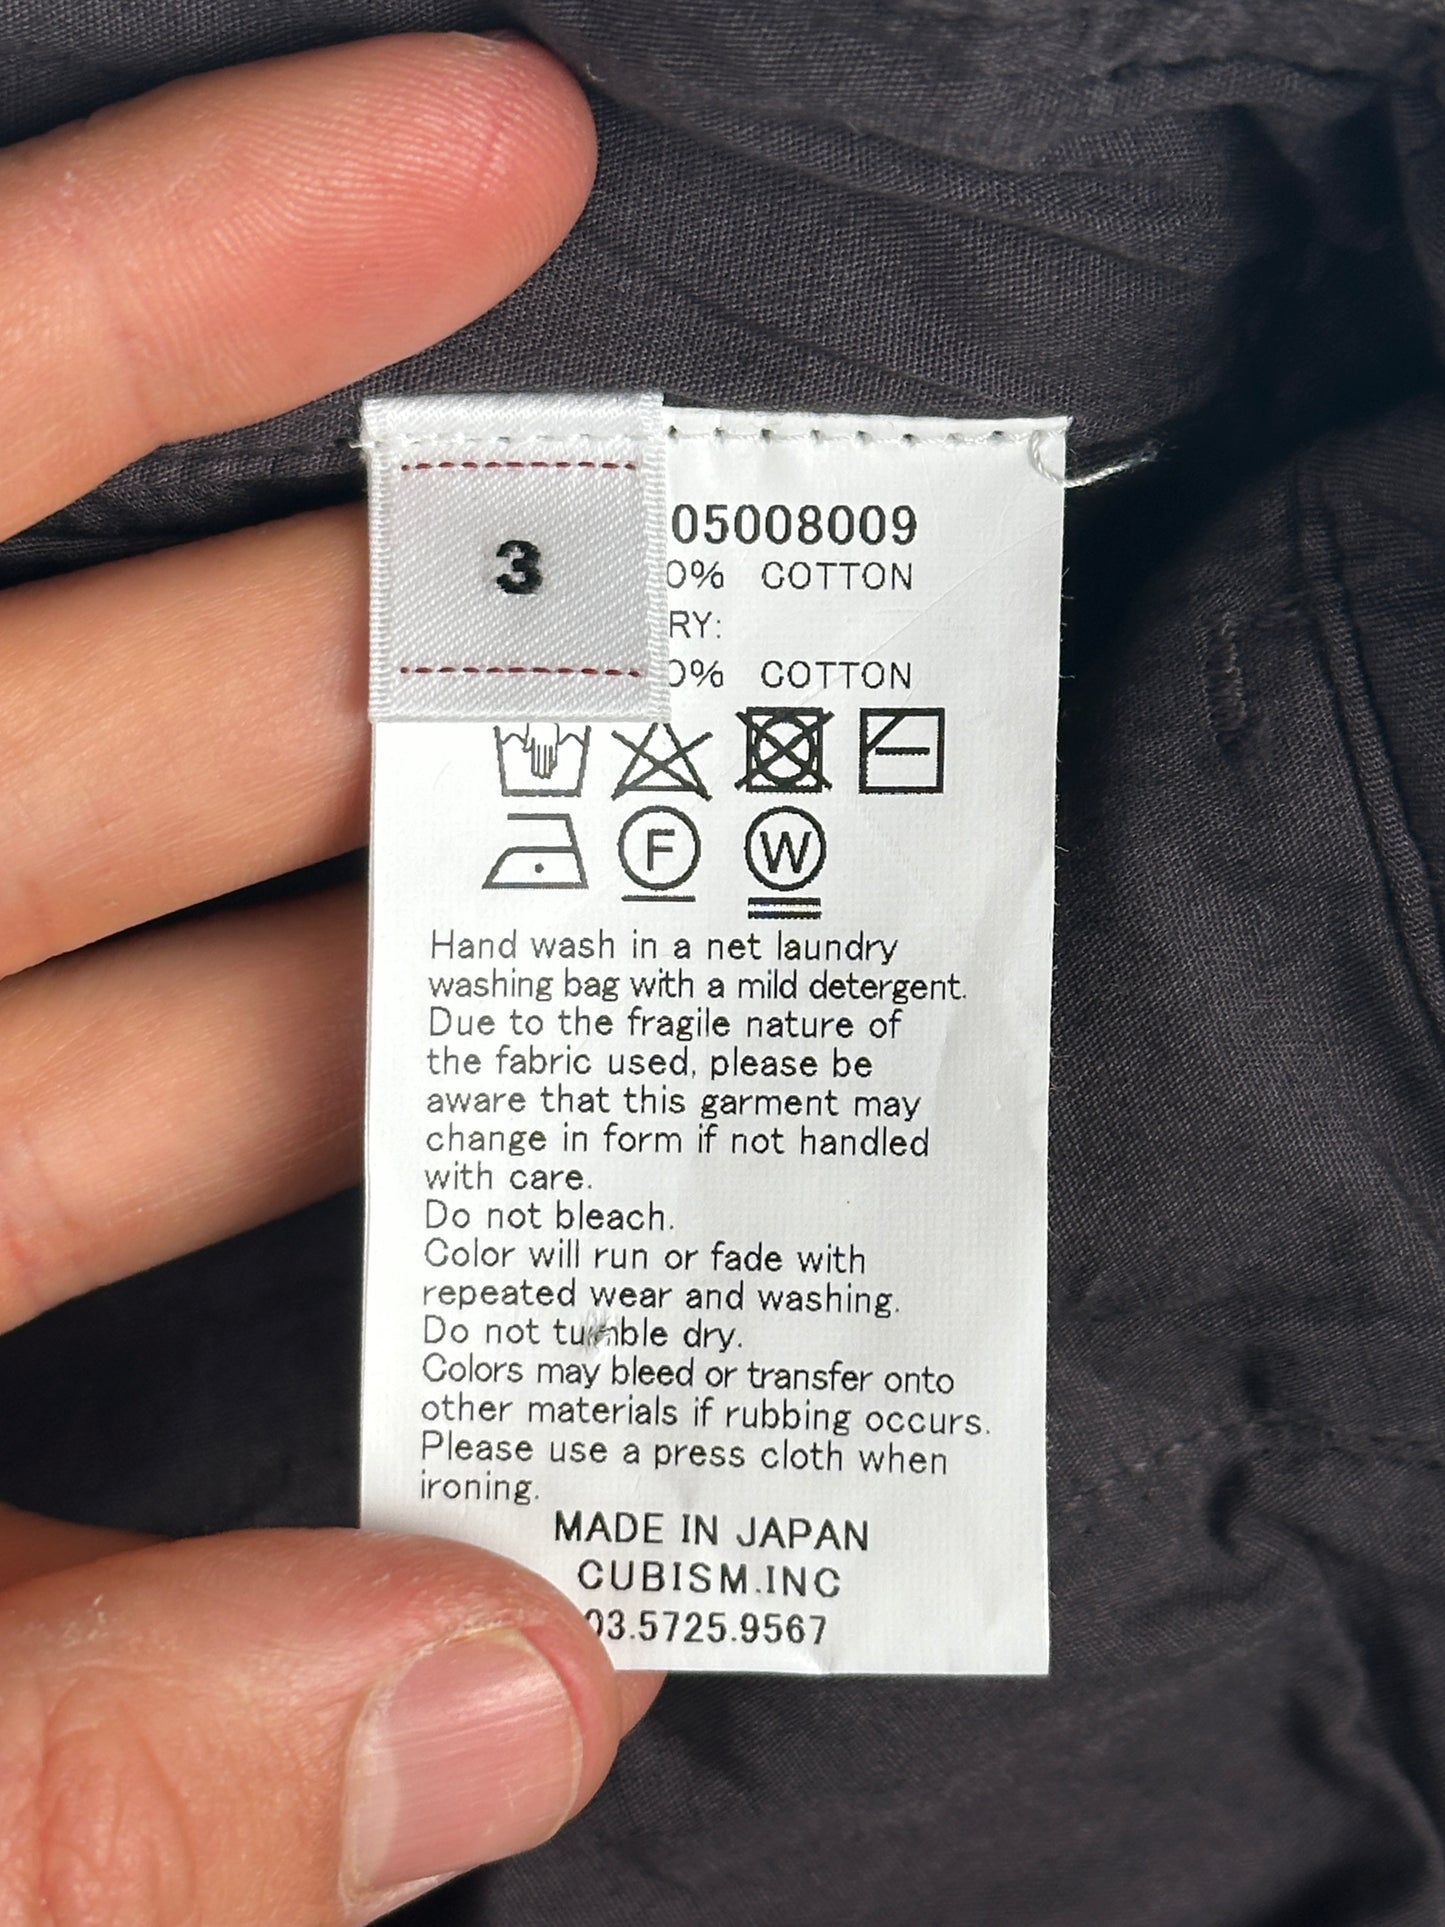 3
05008009
0% COTTON
RY:
0% COTTON
F
W
Hand wash in a net laundry
washing bag with a mild detergent.
Due to the fragile nature of
the fabric used, please be
aware that this garment may
change in form if not handled
with care.
Do not bleach.
Color will run or fade with
repeated wear and washing.
Do not tumble dry.
Colors may bleed or transfer onto
other materials if rubbing occurs.
Please use a press cloth when
ironing.
MADE IN JAPAN
CUBISM.INC
03.5725.9567